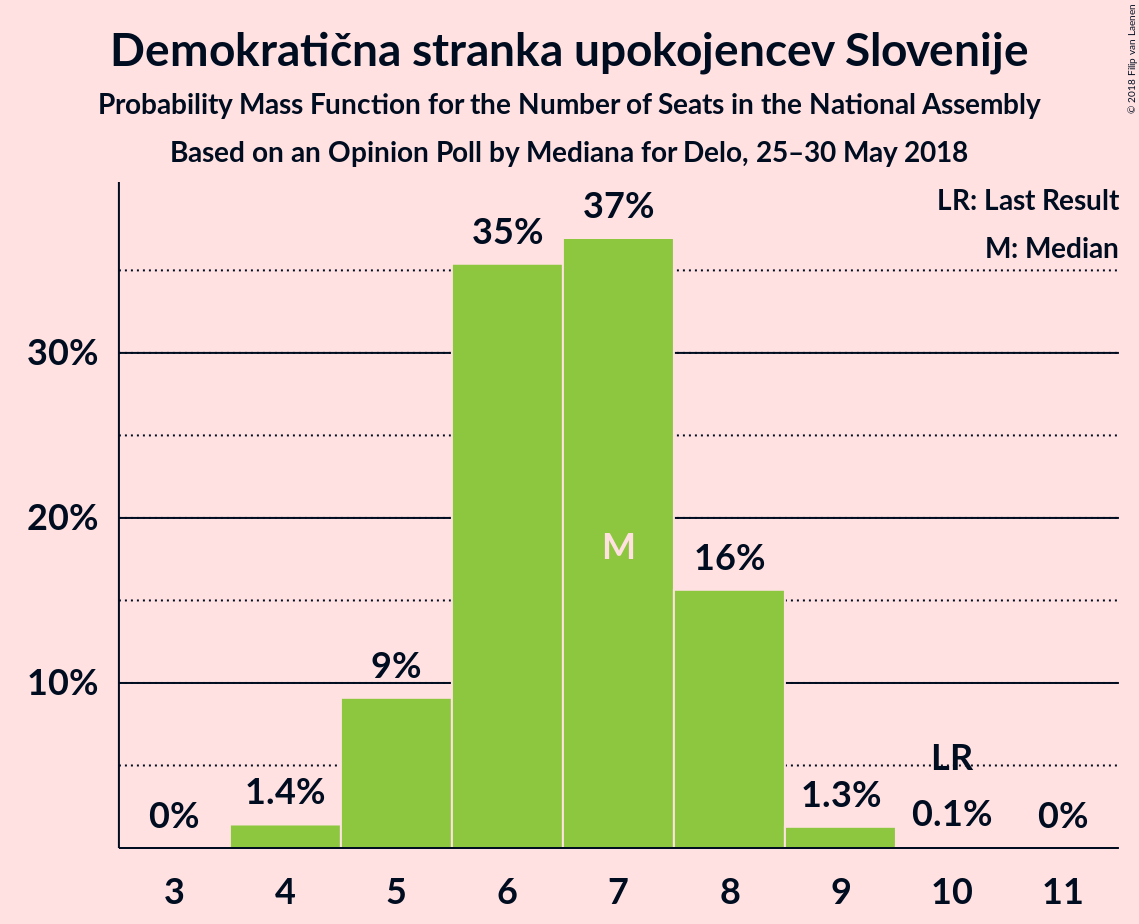 Demokratična stranka upokojencev Slovenije
Probability Mass Function for the Number of Seats in the National Assembly
Based on an Opinion Poll by Mediana for Delo, 25–30 May 2018
© 2018 Filip van Laenen
LR: Last Result
M: Median
37%
35%
30%
20%
M
16%
9%
10%
LR
1.4%
1.3%
0%
0.1%
0%
3 4 5 6 7 8 9 10 11